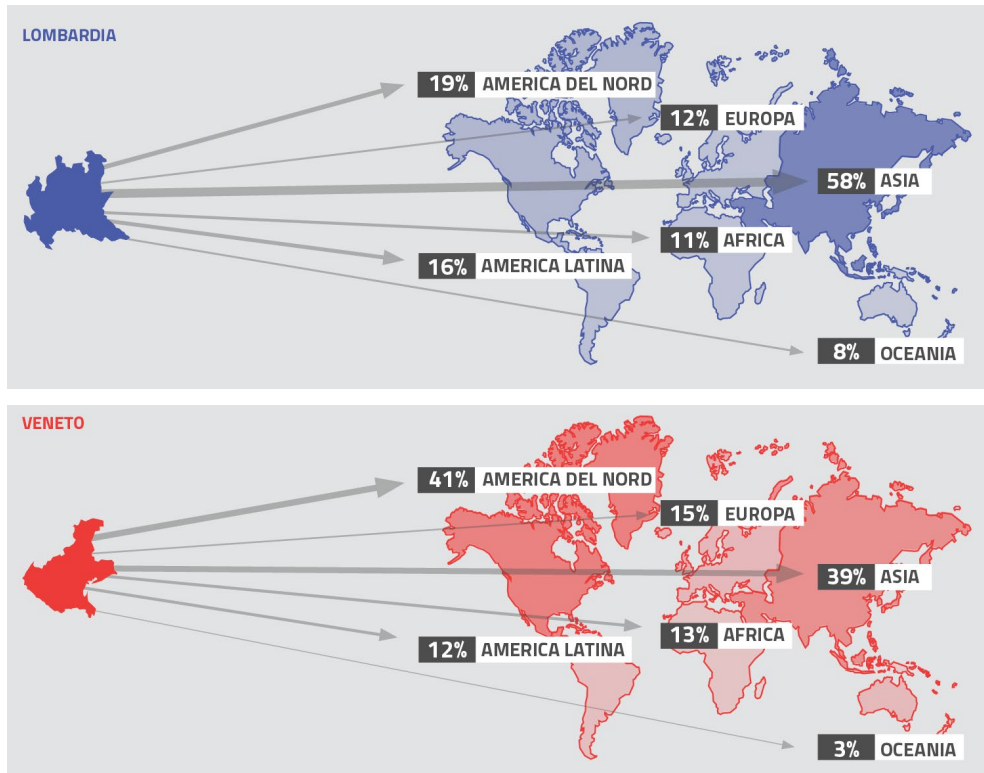 LOMBARDIA
19% AMERICA DEL NORD
12% EUROPA
58% ASIA
11% AFRICA
16% AMERICA LATINA
8% OCEANIA
VENETO
41% AMERICA DEL NORD
15% EUROPA
39% ASIA
13% AFRICA
12% AMERICA LATINA
3% OCEANIA